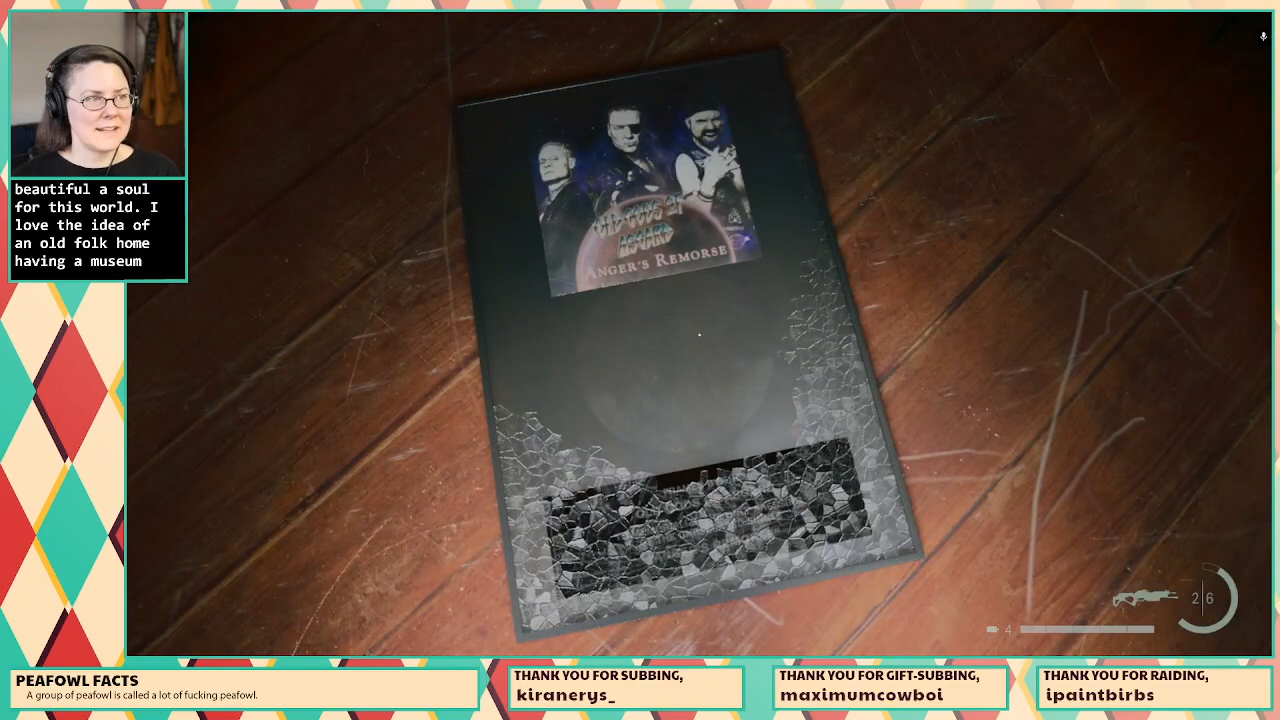 beautiful a soul
for this world. I
love the idea of
an old folk home
having a museum
OLD GODS OF
ASGARD
ANGER'S REMORSE
2|6
4
PEAFOWL FACTS
A group of peafowl is called a lot of fucking peafowl.
THANK YOU FOR SUBBING,
kiranerys_
THANK YOU FOR GIFT-SUBBING,
maximumcowboi
THANK YOU FOR RAIDING,
ipaintbirbs